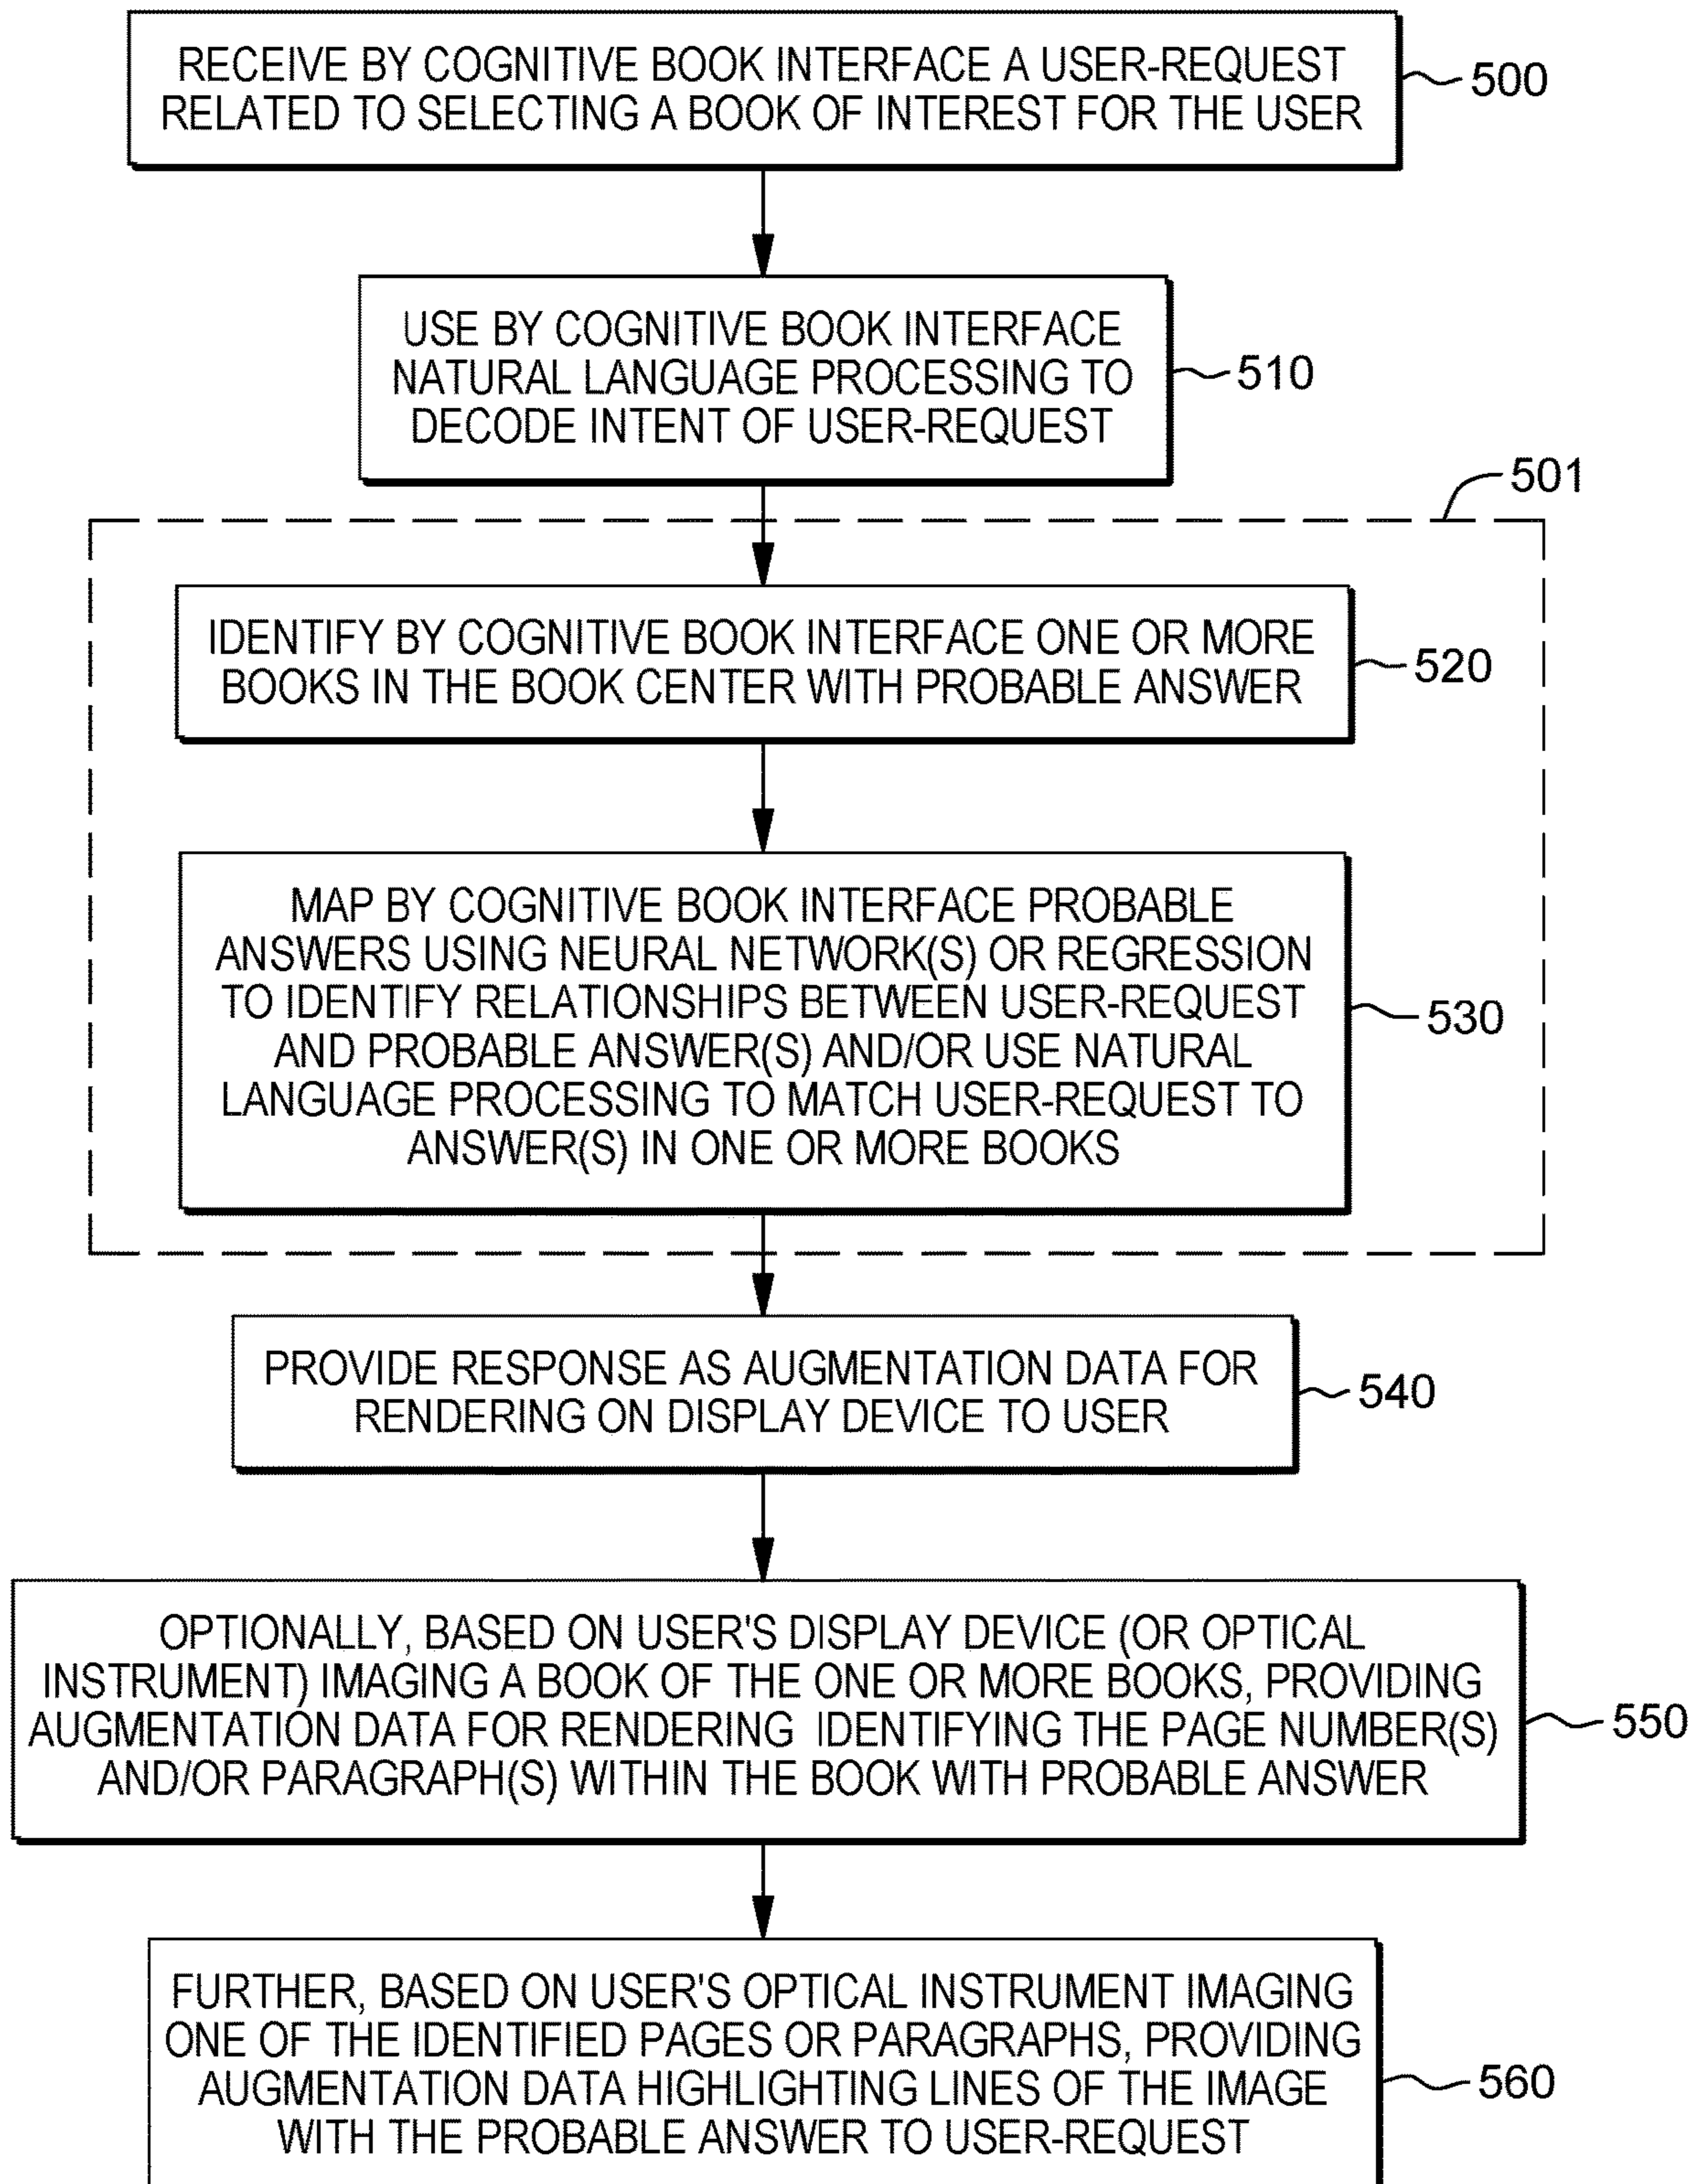 RECEIVE BY COGNITIVE BOOK INTERFACE A USER-REQUEST
RELATED TO SELECTING A BOOK OF INTEREST FOR THE USER
500
USE BY COGNITIVE BOOK INTERFACE
NATURAL LANGUAGE PROCESSING TO
DECODE INTENT OF USER-REQUEST
510
501
IDENTIFY BY COGNITIVE BOOK INTERFACE ONE OR MORE
BOOKS IN THE BOOK CENTER WITH PROBABLE ANSWER
520
MAP BY COGNITIVE BOOK INTERFACE PROBABLE
ANSWERS USING NEURAL NETWORK(S) OR REGRESSION
TO IDENTIFY RELATIONSHIPS BETWEEN USER-REQUEST
AND PROBABLE ANSWER(S) AND/OR USE NATURAL
LANGUAGE PROCESSING TO MATCH USER-REQUEST TO
ANSWER(S) IN ONE OR MORE BOOKS
530
PROVIDE RESPONSE AS AUGMENTATION DATA FOR
RENDERING ON DISPLAY DEVICE TO USER
540
OPTIONALLY, BASED ON USER'S DISPLAY DEVICE (OR OPTICAL
INSTRUMENT) IMAGING A BOOK OF THE ONE OR MORE BOOKS, PROVIDING
AUGMENTATION DATA FOR RENDERING IDENTIFYING THE PAGE NUMBER(S)
AND/OR PARAGRAPH(S) WITHIN THE BOOK WITH PROBABLE ANSWER
550
FURTHER, BASED ON USER'S OPTICAL INSTRUMENT IMAGING
ONE OF THE IDENTIFIED PAGES OR PARAGRAPHS, PROVIDING
AUGMENTATION DATA HIGHLIGHTING LINES OF THE IMAGE
WITH THE PROBABLE ANSWER TO USER-REQUEST
560